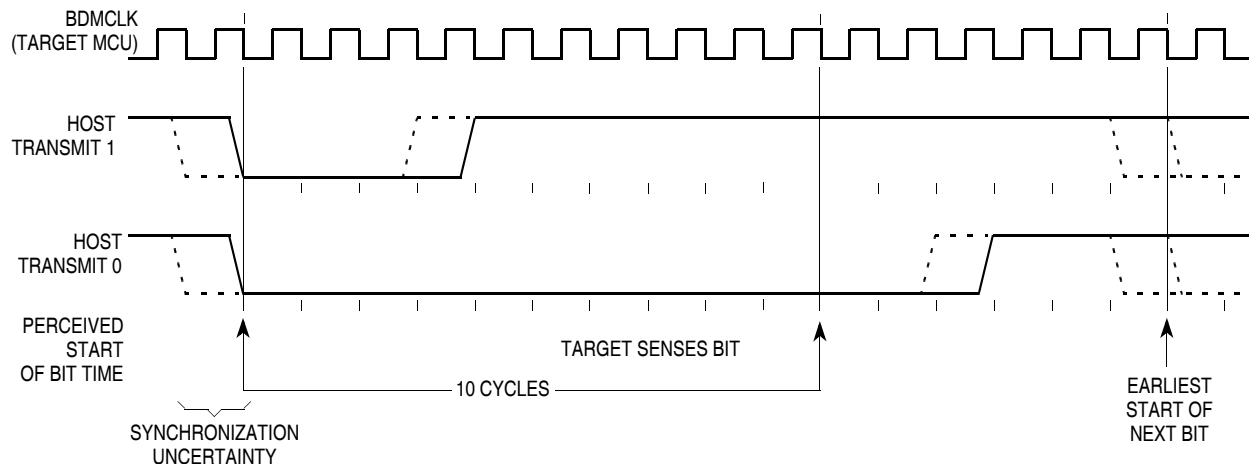 BDMCLK
(TARGET MCU)
HOST
TRANSMIT 1
HOST
TRANSMIT 0
PERCEIVED
START
OF BIT TIME
TARGET SENSES BIT
10 CYCLES
SYNCHRONIZATION
UNCERTAINTY
EARLIEST
START OF
NEXT BIT